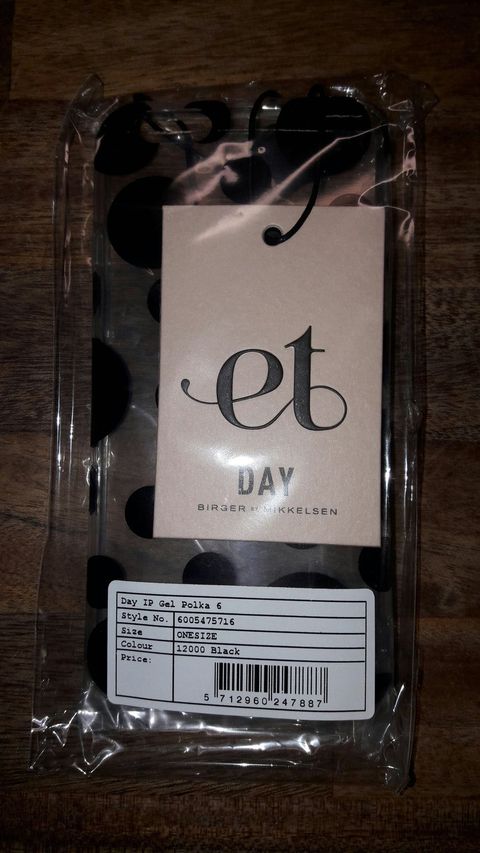 et
DAY
BIRGER ET MIKKELSEN
Day IP Gel Polka 6
Style No. 6005475716
Size ONESIZE
Colour 12000 Black
Price:
5 712960 247887